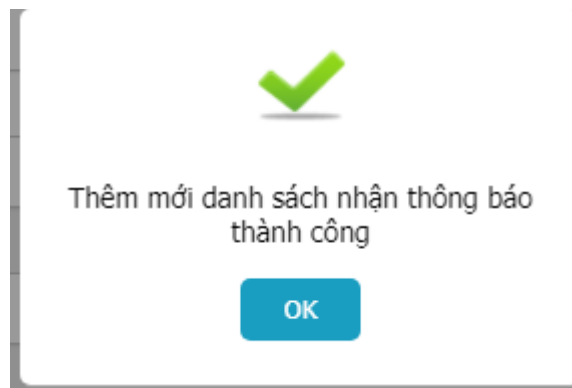 Thêm mới danh sách nhận thông báo
thành công
OK